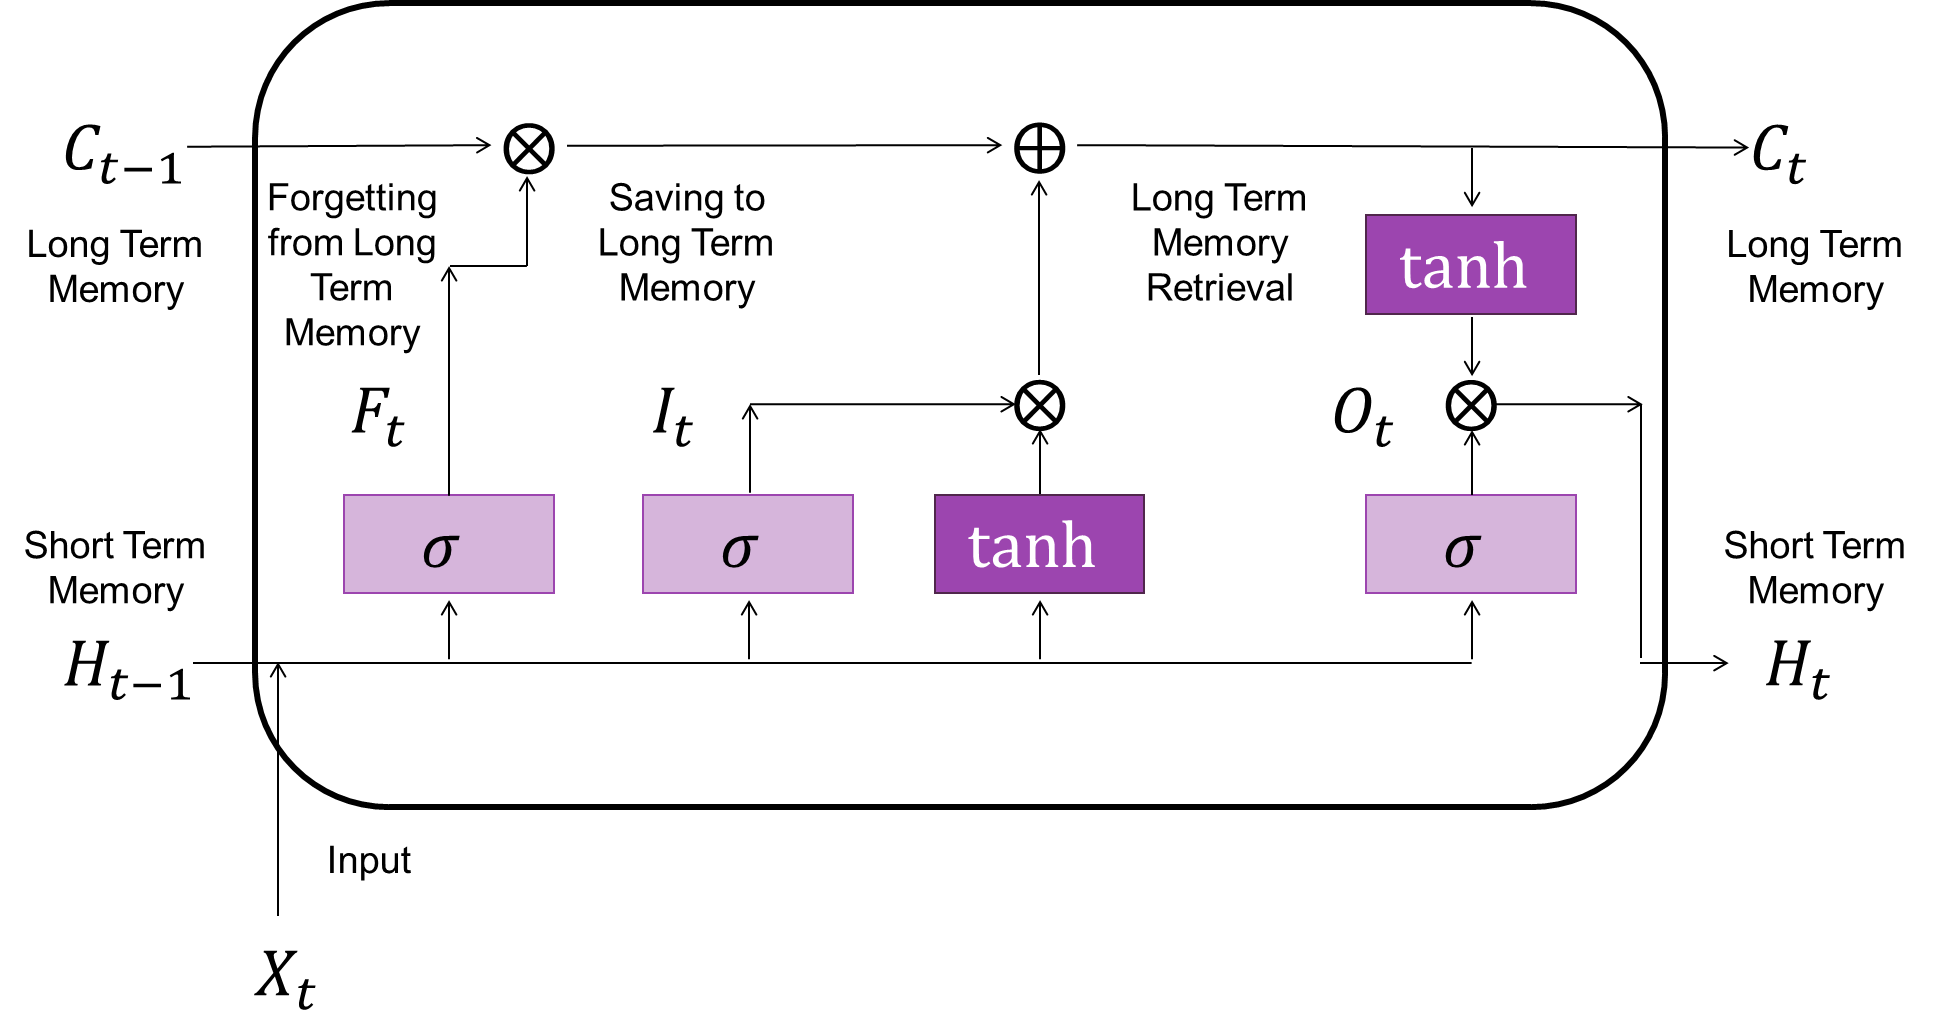 C_{t-1}
Long Term
Memory
Forgetting
from Long
Term
Memory
Saving to
Long Term
Memory
Long Term
Memory
Retrieval
tanh
C_t
Long Term
Memory
F_t
I_t
O_t
Short Term
Memory
H_{t-1}
σ
σ
tanh
σ
Short Term
Memory
H_t
Input
X_t